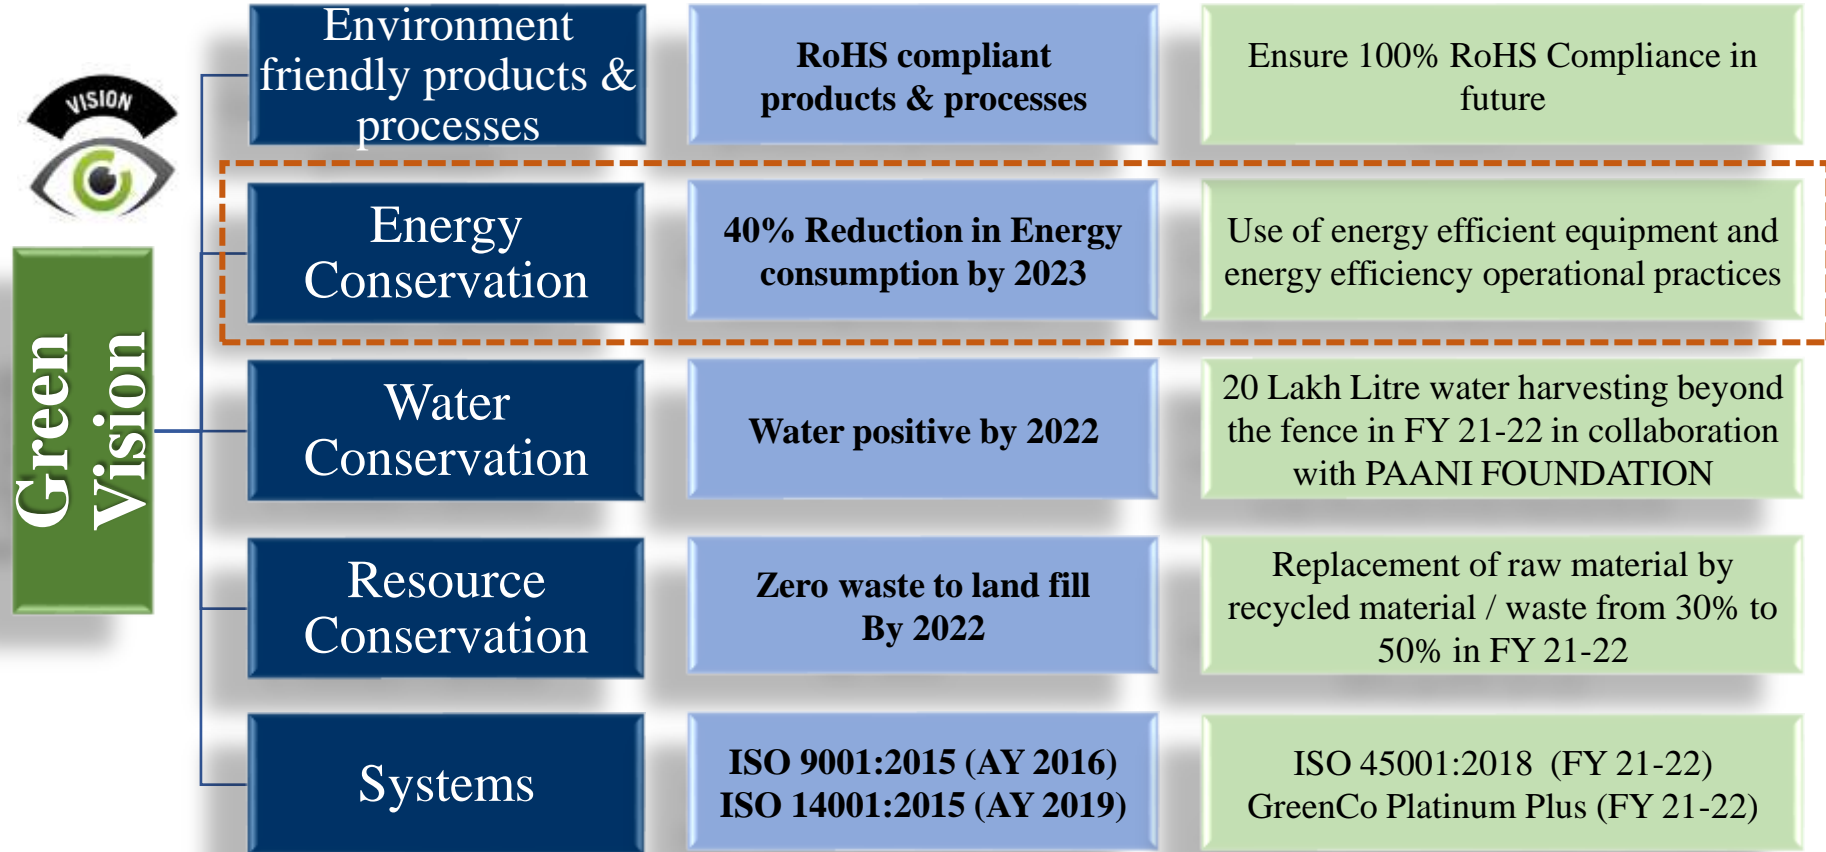 VISION
Green
Vision
Environment
friendly products &
processes
RoHS compliant
products & processes
Ensure 100% RoHS Compliance in
future
Energy
Conservation
40% Reduction in Energy
consumption by 2023
Use of energy efficient equipment and
energy efficiency operational practices
Water
Conservation
Water positive by 2022
20 Lakh Litre water harvesting beyond
the fence in FY 21-22 in collaboration
with PAANI FOUNDATION
Resource
Conservation
Zero waste to land fill
By 2022
Replacement of raw material by
recycled material / waste from 30% to
50% in FY 21-22
Systems
ISO 9001:2015 (AY 2016)
ISO 14001:2015 (AY 2019)
ISO 45001:2018 (FY 21-22)
GreenCo Platinum Plus (FY 21-22)